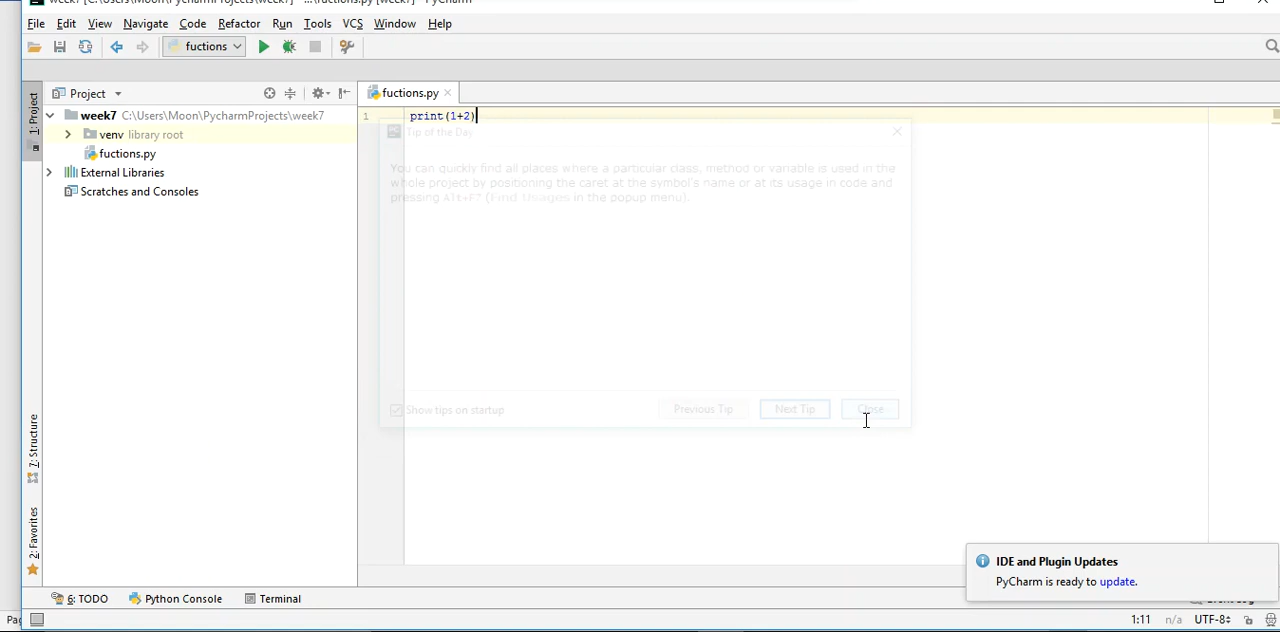 week7 [C:\Users\Moon\PycharmProjects\week7] - ...\fuctions.py [week7] - PyCharm
File Edit View Navigate Code Refactor Run Tools VCS Window Help
fuctions
Project
fuctions.py
1: Project
week7 C:\Users\Moon\PycharmProjects\week7
1 print(1+2)
venv library root
Tip of the Day
fuctions.py
External Libraries
You can quickly find all places where a particular class, method or variable is used in the
whole project by positioning the caret at the symbol's name or at its usage in code and
pressing (Find Usages in the popup menu).
Scratches and Consoles
Show tips on startup
Previous Tip Next Tip Close
7: Structure
2: Favorites
IDE and Plugin Updates
PyCharm is ready to update.
6: TODO Python Console Terminal
Event Log
1:11 n/a UTF-8